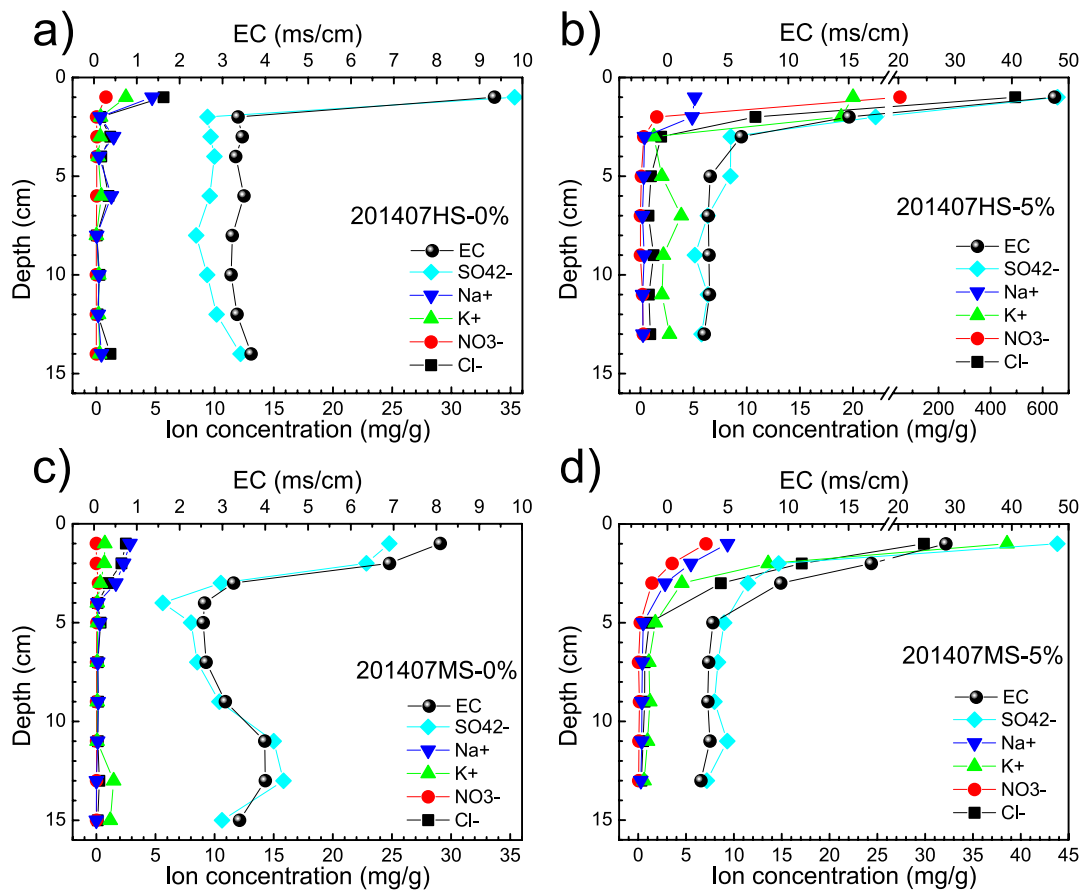 a)
EC (ms/cm)
0 1 2 3 4 5 6 7 8 9 10
0
5
10
15
Depth (cm)
201407HS-0%
EC
SO42-
Na+
K+
NO3-
Cl-
0 5 10 15 20 25 30 35
Ion concentration (mg/g)
b)
EC (ms/cm)
0 5 10 15 20 30 40 50
0
5
10
15
Depth (cm)
201407HS-5%
EC
SO42-
Na+
K+
NO3-
Cl-
0 5 10 15 20 200 400 600
Ion concentration (mg/g)
c)
EC (ms/cm)
0 1 2 3 4 5 6 7 8 9 10
0
5
10
15
Depth (cm)
201407MS-0%
EC
SO42-
Na+
K+
NO3-
Cl-
0 5 10 15 20 25 30 35
Ion concentration (mg/g)
d)
EC (ms/cm)
0 5 10 15 20 30 40 50
0
5
10
15
Depth (cm)
201407MS-5%
EC
SO42-
Na+
K+
NO3-
Cl-
0 5 10 15 20 25 30 35 40 45
Ion concentration (mg/g)